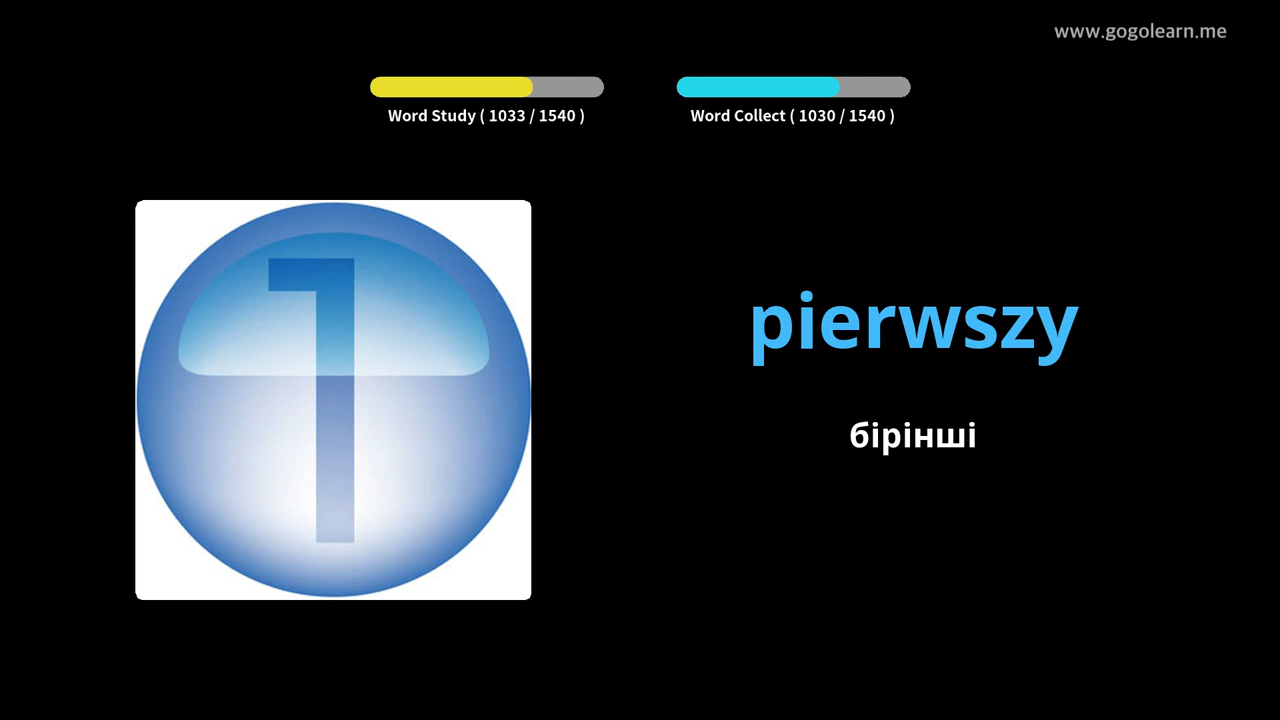 www.gogolearn.me
Word Study ( 1033 / 1540 )
Word Collect ( 1030 / 1540 )
1
pierwszy
бірінші